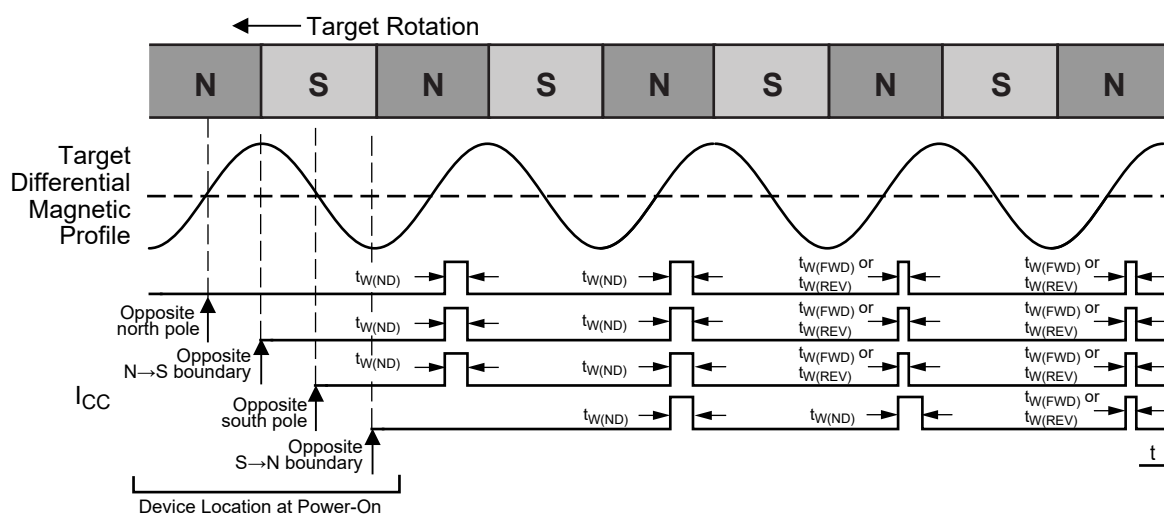 Target Rotation
N S N S N S N S N
Target
Differential
Magnetic
Profile
tW(ND) tW(ND) tW(FWD) or tW(REV) tW(FWD) or tW(REV)
Opposite
north pole
tW(ND) tW(ND) tW(FWD) or tW(REV) tW(FWD) or tW(REV)
Opposite
N→S boundary
tW(ND) tW(ND) tW(FWD) or tW(REV) tW(FWD) or tW(REV)
ICC
Opposite
south pole
tW(ND) tW(ND) tW(FWD) or tW(REV)
Opposite
S→N boundary
t
Device Location at Power-On